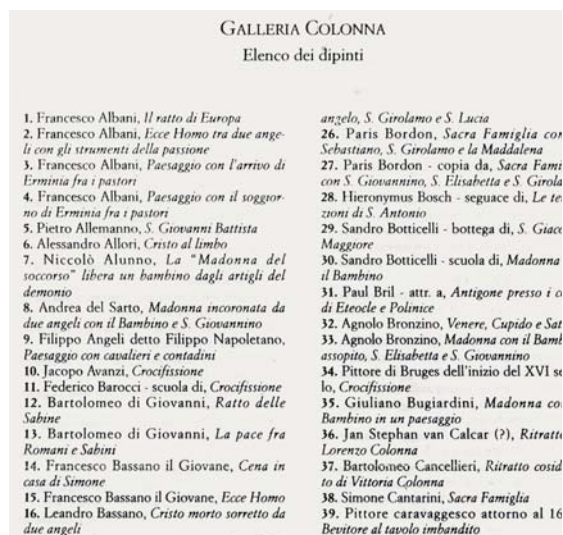 GALLERIA COLONNA
Elenco dei dipinti
1. Francesco Albani, Il ratto di Europa
2. Francesco Albani, Ecce Homo tra due ange-
li con gli strumenti della passione
3. Francesco Albani, Paesaggio con l'arrivo di
Erminia fra i pastori
4. Francesco Albani, Paesaggio con il soggior-
no di Erminia fra i pastori
5. Pietro Allemanno, S. Giovanni Battista
6. Alessandro Allori, Cristo al limbo
7. Niccolò Alunno, La "Madonna del
soccorso" libera un bambino dagli artigli del
demonio
8. Andrea del Sarto, Madonna incoronata da
due angeli con il Bambino e S. Giovannino
9. Filippo Angeli detto Filippo Napoletano,
Paesaggio con cavalieri e contadini
10. Jacopo Avanzi, Crocifissione
11. Federico Barocci - scuola di, Crocifissione
12. Bartolomeo di Giovanni, Ratto delle
Sabine
13. Bartolomeo di Giovanni, La pace fra
Romani e Sabini
14. Francesco Bassano il Giovane, Cena in
casa di Simone
15. Francesco Bassano il Giovane, Ecce Homo
16. Leandro Bassano, Cristo morto sorretto da
due angeli
angelo, S. Girolamo e S. Lucia
26. Paris Bordon, Sacra Famiglia con
Sebastiano, S. Girolamo e la Maddalena
27. Paris Bordon - copia da, Sacra Fami
con S. Giovannino, S. Elisabetta e S. Girola
28. Hieronymus Bosch - seguace di, Le te
zioni di S. Antonio
29. Sandro Botticelli - bottega di, S. Giaco
Maggiore
30. Sandro Botticelli - scuola di, Madonna
il Bambino
31. Paul Bril - attr. a, Antigone presso i c
di Eteocle e Polinice
32. Agnolo Bronzino, Venere, Cupido e Sat
33. Agnolo Bronzino, Madonna con il Bamb
assopito, S. Elisabetta e S. Giovannino
34. Pittore di Bruges dell'inizio del XVI se
lo, Crocifissione
35. Giuliano Bugiardini, Madonna co
Bambino in un paesaggio
36. Jan Stephan van Calcar (?), Ritratto
Lorenzo Colonna
37. Bartolomeo Cancellieri, Ritratto cosid
to di Vittoria Colonna
38. Simone Cantarini, Sacra Famiglia
39. Pittore caravaggesco attorno al 16
Bevitore al tavolo imbandito